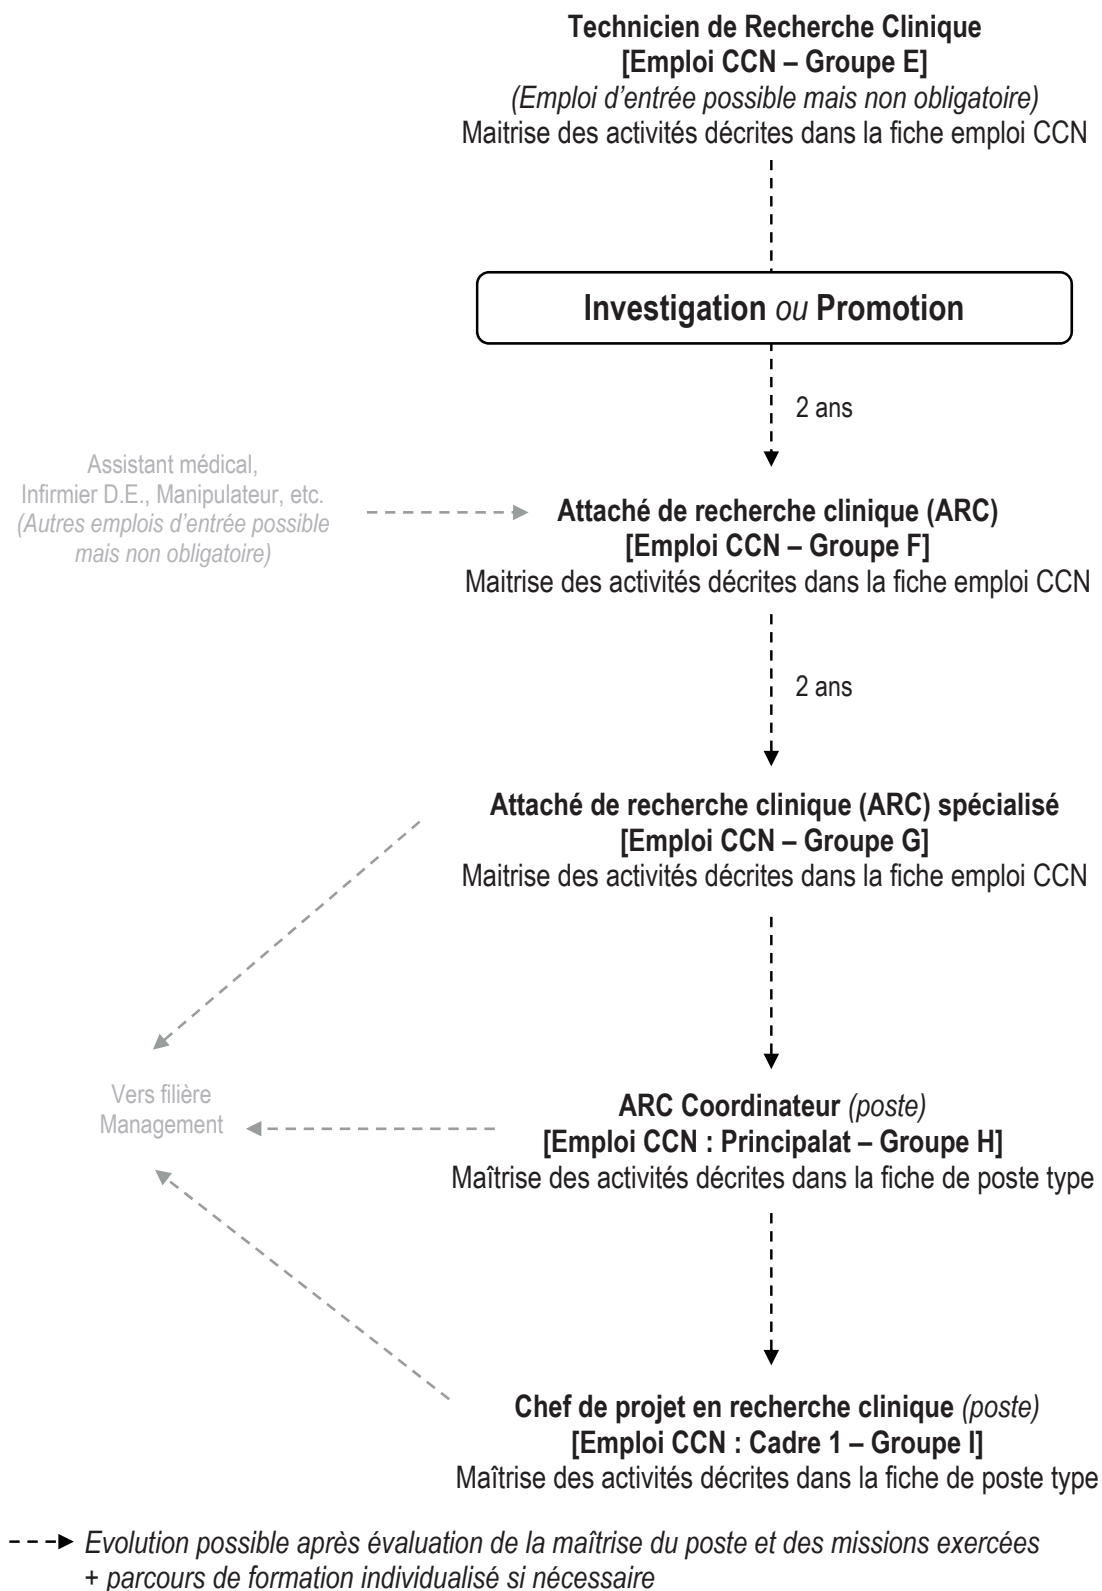 Technicien de Recherche Clinique
[Emploi CCN – Groupe E]
(Emploi d'entrée possible mais non obligatoire)
Maitrise des activités décrites dans la fiche emploi CCN
Investigation ou Promotion
2 ans
Assistant médical,
Infirmier D.E., Manipulateur, etc.
(Autres emplois d'entrée possible
mais non obligatoire)
Attaché de recherche clinique (ARC)
[Emploi CCN – Groupe F]
Maitrise des activités décrites dans la fiche emploi CCN
2 ans
Attaché de recherche clinique (ARC) spécialisé
[Emploi CCN – Groupe G]
Maitrise des activités décrites dans la fiche emploi CCN
Vers filière
Management
ARC Coordinateur (poste)
[Emploi CCN : Principalat – Groupe H]
Maîtrise des activités décrites dans la fiche de poste type
Chef de projet en recherche clinique (poste)
[Emploi CCN : Cadre 1 – Groupe I]
Maîtrise des activités décrites dans la fiche de poste type
Evolution possible après évaluation de la maîtrise du poste et des missions exercées
+ parcours de formation individualisé si nécessaire